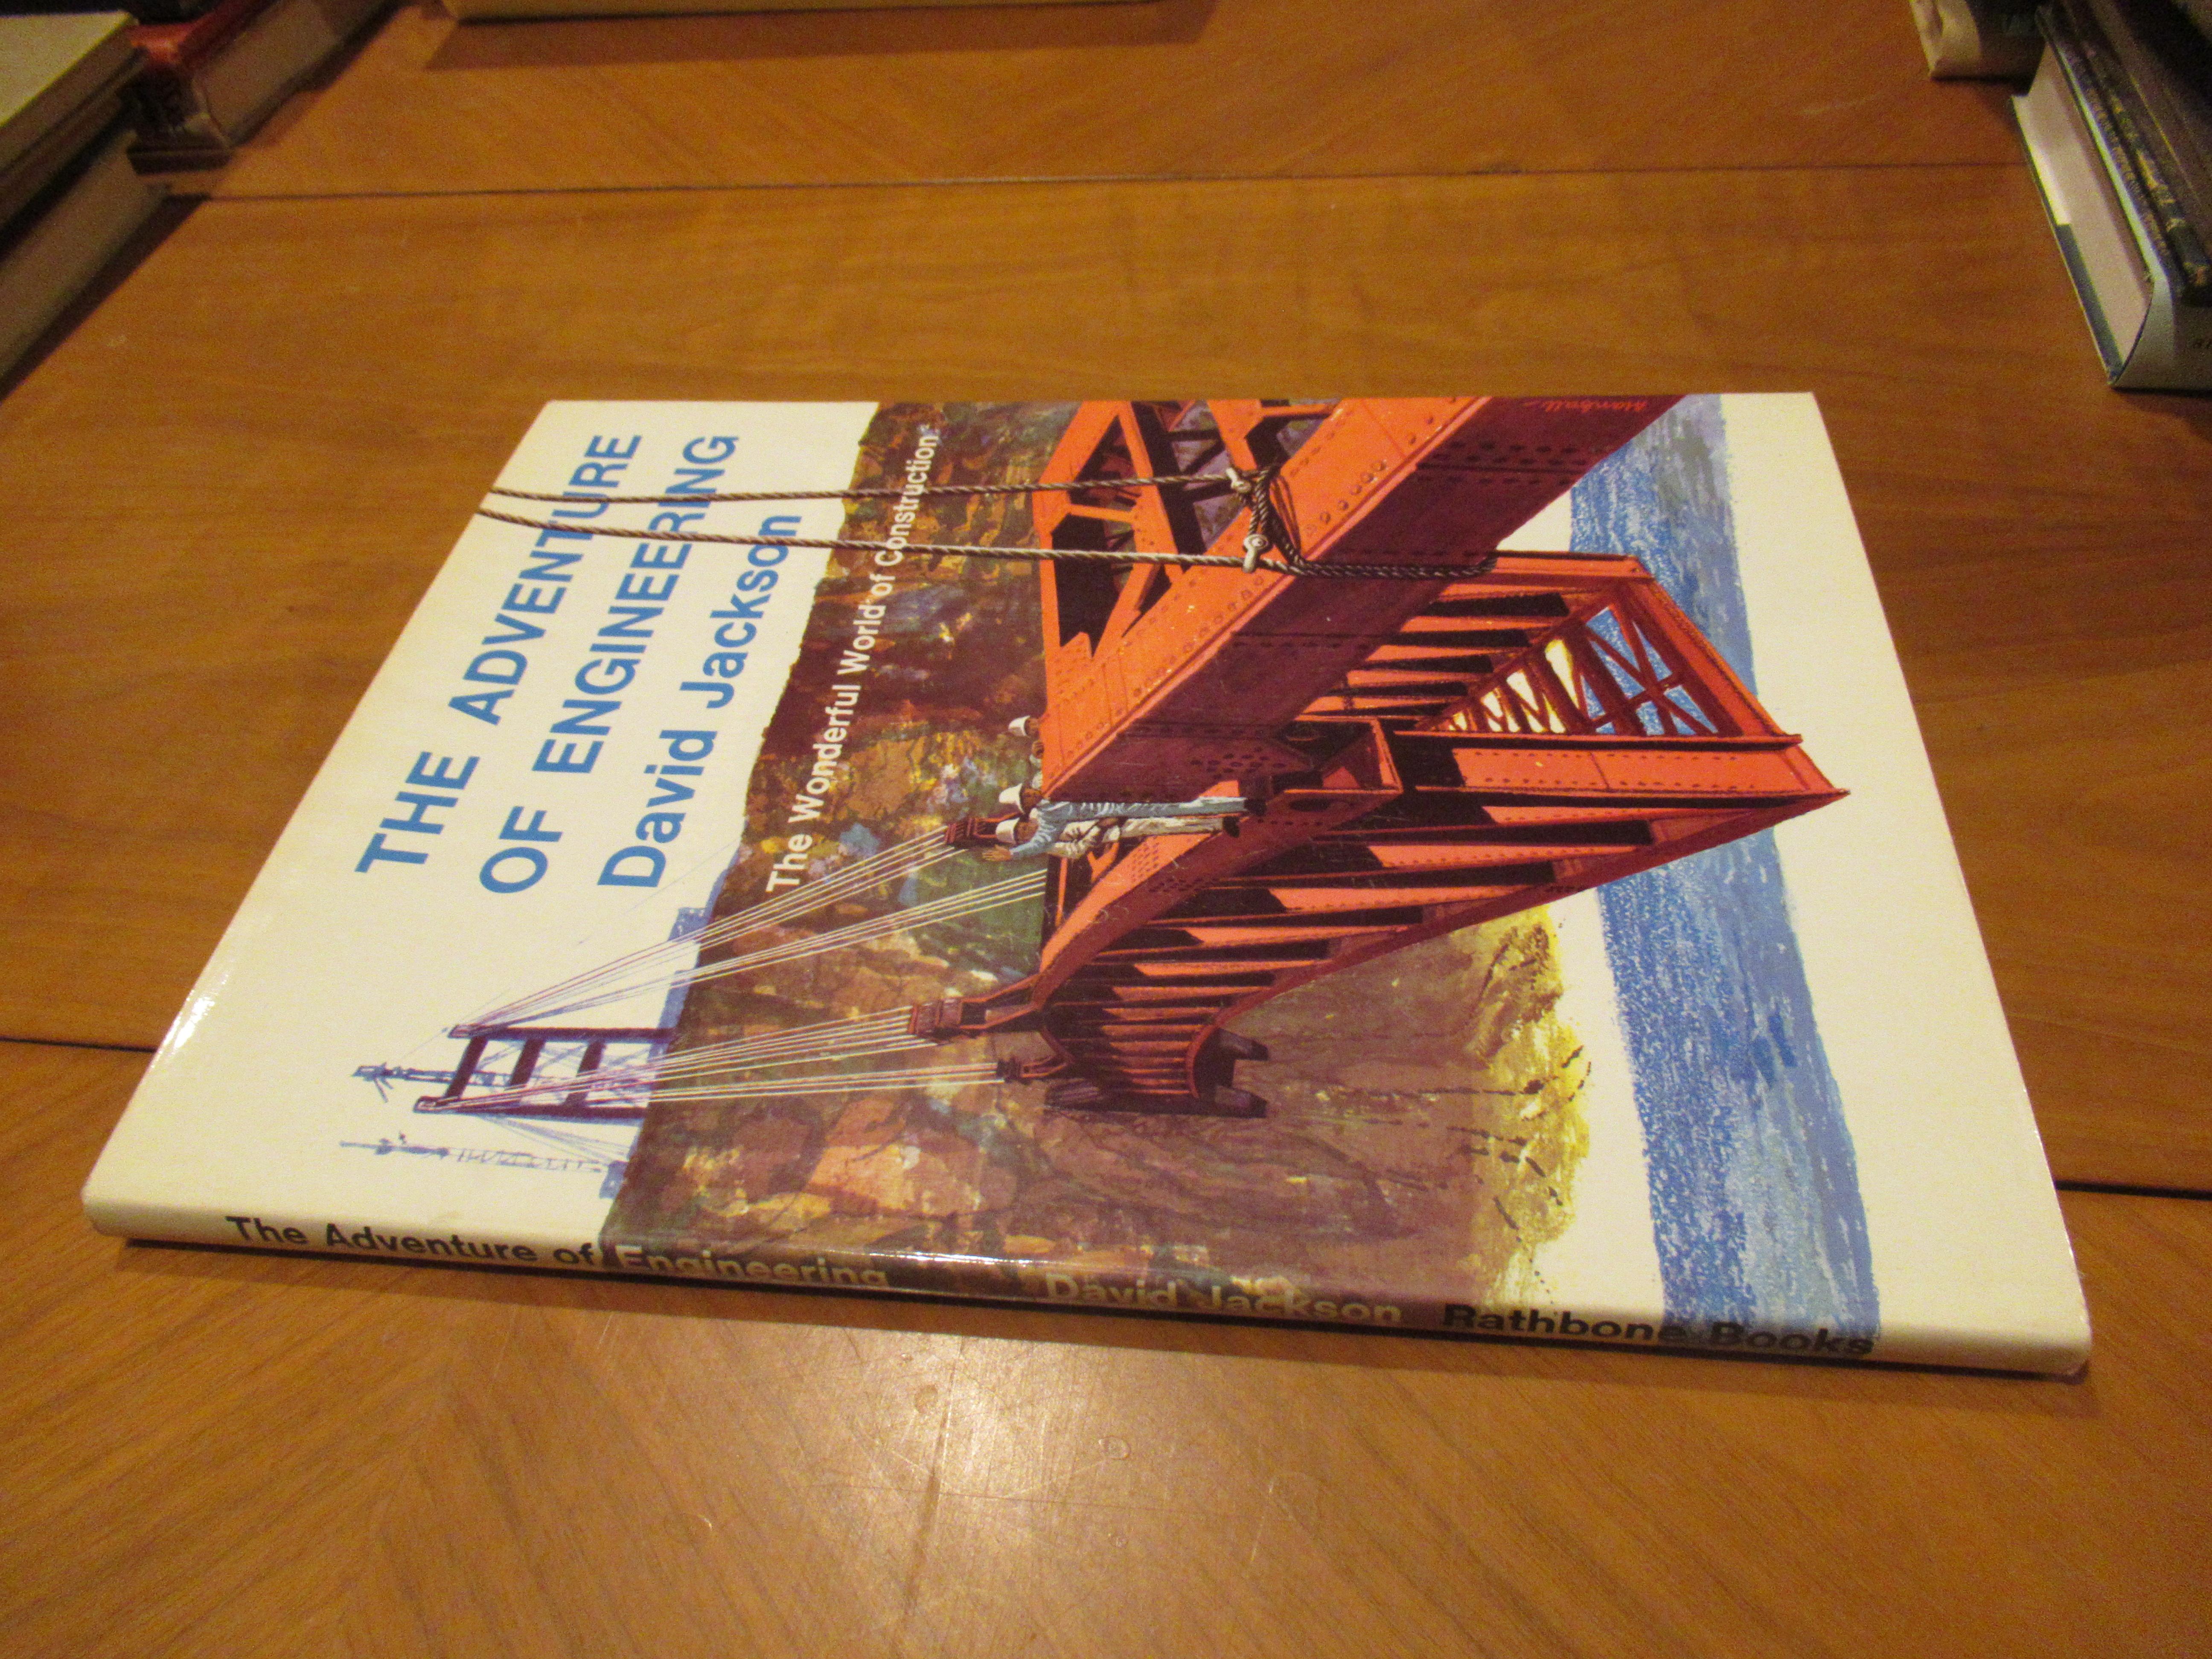 THE ADVENTURE
OF ENGINEERING
David Jackson
The Wonderful World of Construction
The Adventure of Engineering David Jackson Rathbone Books